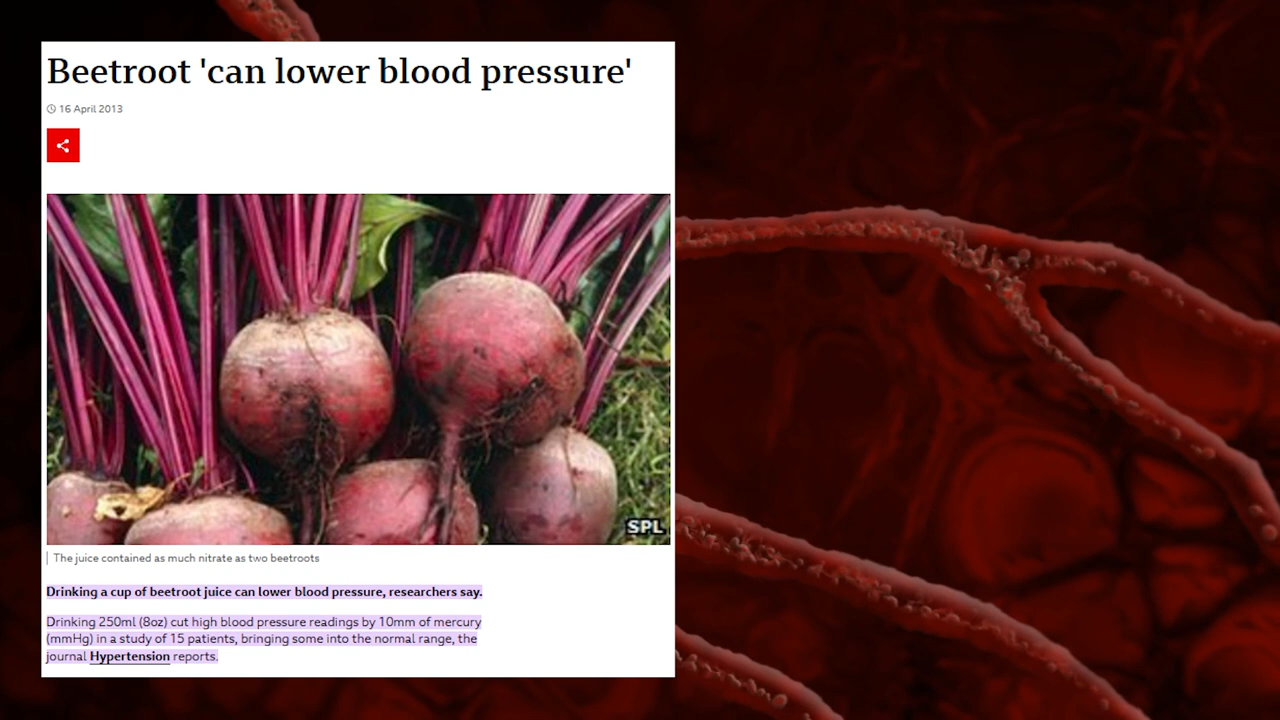 Beetroot 'can lower blood pressure'
16 April 2013
SPL
The juice contained as much nitrate as two beetroots
Drinking a cup of beetroot juice can lower blood pressure, researchers say.
Drinking 250ml (8oz) cut high blood pressure readings by 10mm of mercury
(mmHg) in a study of 15 patients, bringing some into the normal range, the
journal Hypertension reports.